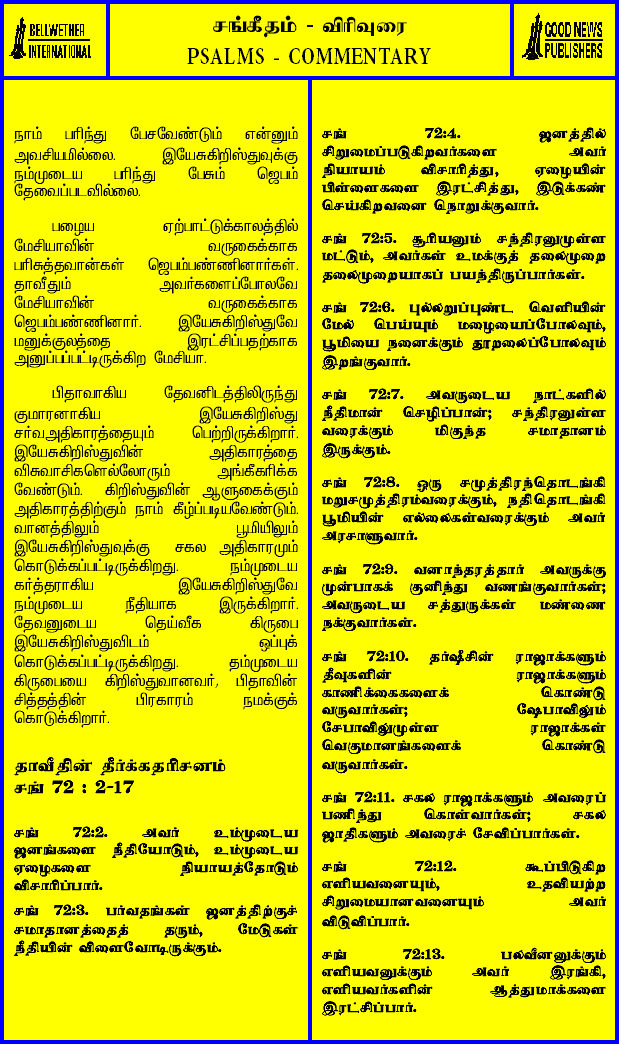 BELLWETHER
INTERNATIONAL
சங்கீதம் - விரிவுரை
PSALMS - COMMENTARY
GOOD NEWS
PUBLISHERS
நாம் பரிந்து பேசவேண்டும் என்னும்
அவசியமில்லை. இயேசுகிறிஸ்துவுக்கு
நம்முடைய பரிந்து பேசும் ஜெபம்
தேவைப்படவில்லை.
பழைய ஏற்பாட்டுக்காலத்தில்
மேசியாவின் வருகைக்காக
பரிசுத்தவான்கள் ஜெபம்பண்ணினார்கள்.
தாவீதும் அவர்களைப்போலவே
மேசியாவின் வருகைக்காக
ஜெபம்பண்ணினார். இயேசுகிறிஸ்துவே
மனுக்குலத்தை இரட்சிப்பதற்காக
அனுப்பப்பட்டிருக்கிற மேசியா.
பிதாவாகிய தேவனிடத்திலிருந்து
குமாரனாகிய இயேசுகிறிஸ்து
சர்வஅதிகாரத்தையும் பெற்றிருக்கிறார்.
இயேசுகிறிஸ்துவின் அதிகாரத்தை
விசுவாசிகளெல்லோரும் அங்கீகரிக்க
வேண்டும். கிறிஸ்துவின் ஆளுகைக்கும்
அதிகாரத்திற்கும் நாம் கீழ்ப்படியவேண்டும்.
வானத்திலும் பூமியிலும்
இயேசுகிறிஸ்துவுக்கு சகல அதிகாரமும்
கொடுக்கப்பட்டிருக்கிறது. நம்முடைய
கர்த்தராகிய இயேசுகிறிஸ்துவே
நம்முடைய நீதியாக இருக்கிறார்.
தேவனுடைய தெய்வீக கிருபை
இயேசுகிறிஸ்துவிடம் ஒப்புக்
கொடுக்கப்பட்டிருக்கிறது. தம்முடைய
கிருபையை கிறிஸ்துவானவர், பிதாவின்
சித்தத்தின் பிரகாரம் நமக்குக்
கொடுக்கிறார்.
தாவீதின் தீர்க்கதரிசனம்
சங் 72 : 2-17
சங் 72:2. அவர் உம்முடைய
ஜனங்களை நீதியோடும், உம்முடைய
ஏழைகளை நியாயத்தோடும்
விசாரிப்பார்.
சங் 72:3. பர்வதங்கள் ஜனத்திற்குச்
சமாதானத்தைத் தரும், மேடுகள்
நீதியின் விளைவோடிருக்கும்.
சங் 72:4. ஜனத்தில்
சிறுமைப்படுகிறவர்களை அவர்
நியாயம் விசாரித்து, ஏழையின்
பிள்ளைகளை இரட்சித்து, இடுக்கண்
செய்கிறவனை நொறுக்குவார்.
சங் 72:5. சூரியனும் சந்திரனுமுள்ள
மட்டும், அவர்கள் உமக்குத் தலைமுறை
தலைமுறையாகப் பயந்திருப்பார்கள்.
சங் 72:6. புல்லறுப்புண்ட வெளியின்
மேல் பெய்யும் மழையைப்போலவும்,
பூமியை நனைக்கும் தூறலைப்போலவும்
இறங்குவார்.
சங் 72:7. அவருடைய நாட்களில்
நீதிமான் செழிப்பான்; சந்திரனுள்ள
வரைக்கும் மிகுந்த சமாதானம்
இருக்கும்.
சங் 72:8. ஒரு சமுத்திரந்தொடங்கி
மறுசமுத்திரம்வரைக்கும், நதிதொடங்கி
பூமியின் எல்லைகள்வரைக்கும் அவர்
அரசாளுவார்.
சங் 72:9. வனாந்தரத்தார் அவருக்கு
முன்பாகக் குனிந்து வணங்குவார்கள்;
அவருடைய சத்துருக்கள் மண்ணை
நக்குவார்கள்.
சங் 72:10. தர்ஷீசின் ராஜாக்களும்
தீவுகளின் ராஜாக்களும்
காணிக்கைகளைக் கொண்டு
வருவார்கள்; ஷேபாவிலும்
சேபாவிலுமுள்ள ராஜாக்கள்
வெகுமானங்களைக் கொண்டு
வருவார்கள்.
சங் 72:11. சகல ராஜாக்களும் அவரைப்
பணிந்து கொள்வார்கள்; சகல
ஜாதிகளும் அவரைச் சேவிப்பார்கள்.
சங் 72:12. கூப்பிடுகிற
எளியவனையும், உதவியற்ற
சிறுமையானவனையும் அவர்
விடுவிப்பார்.
சங் 72:13. பலவீனனுக்கும்
எளியவனுக்கும் அவர் இரங்கி,
எளியவர்களின் ஆத்துமாக்களை
இரட்சிப்பார்.